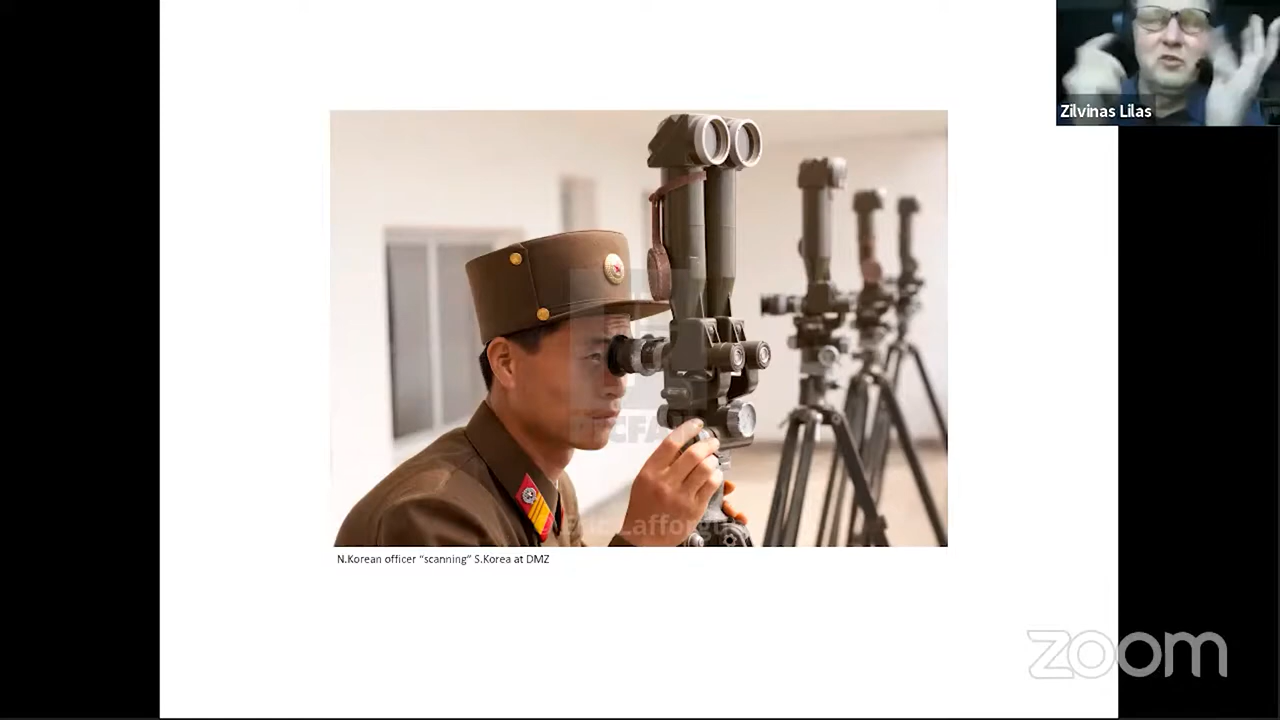 Zilvinas Lilas
N.Korean officer “scanning” S.Korea at DMZ
zoom